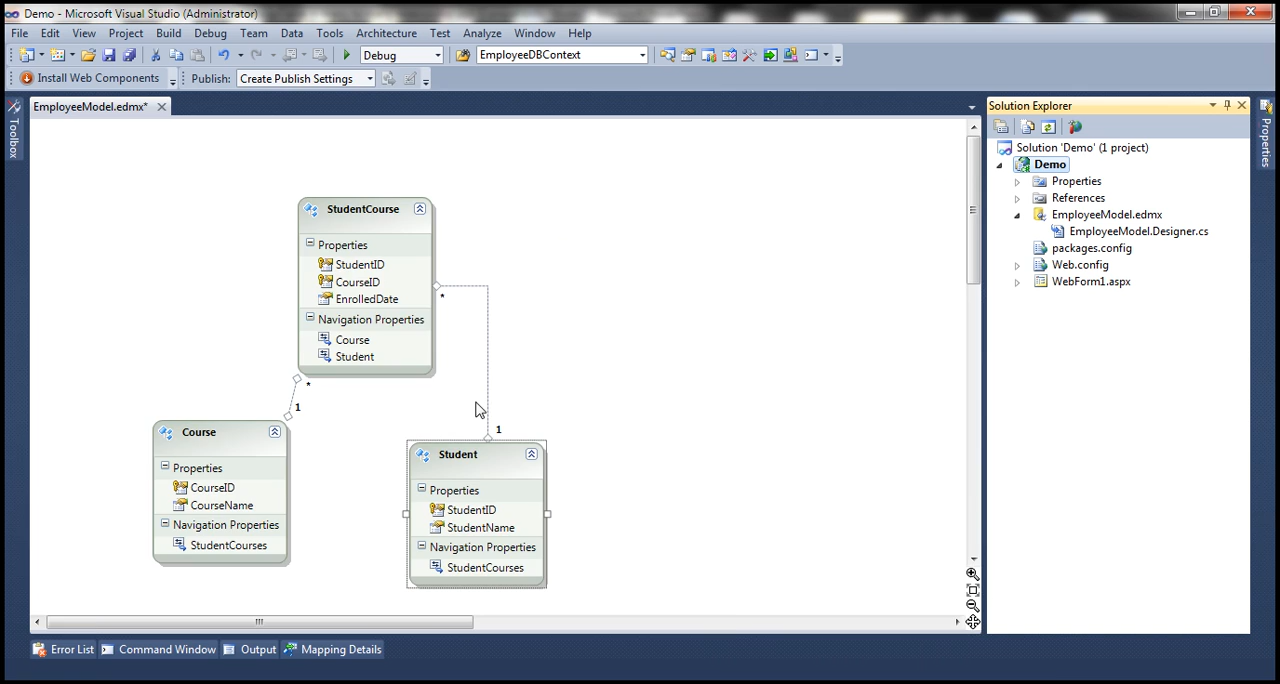 Demo - Microsoft Visual Studio (Administrator)
File Edit View Project Build Debug Team Data Tools Architecture Test Analyze Window Help
Debug EmployeeDBContext
Install Web Components Publish: Create Publish Settings
EmployeeModel.edmx*
Solution Explorer
Toolbox
Properties
Solution 'Demo' (1 project)
Demo
Properties
References
EmployeeModel.edmx
EmployeeModel.Designer.cs
packages.config
Web.config
WebForm1.aspx
StudentCourse
Properties
StudentID
CourseID
EnrolledDate
Navigation Properties
Course
Student
*
*
1
1
Course
Properties
CourseID
CourseName
Navigation Properties
StudentCourses
Student
Properties
StudentID
StudentName
Navigation Properties
StudentCourses
Error List Command Window Output Mapping Details